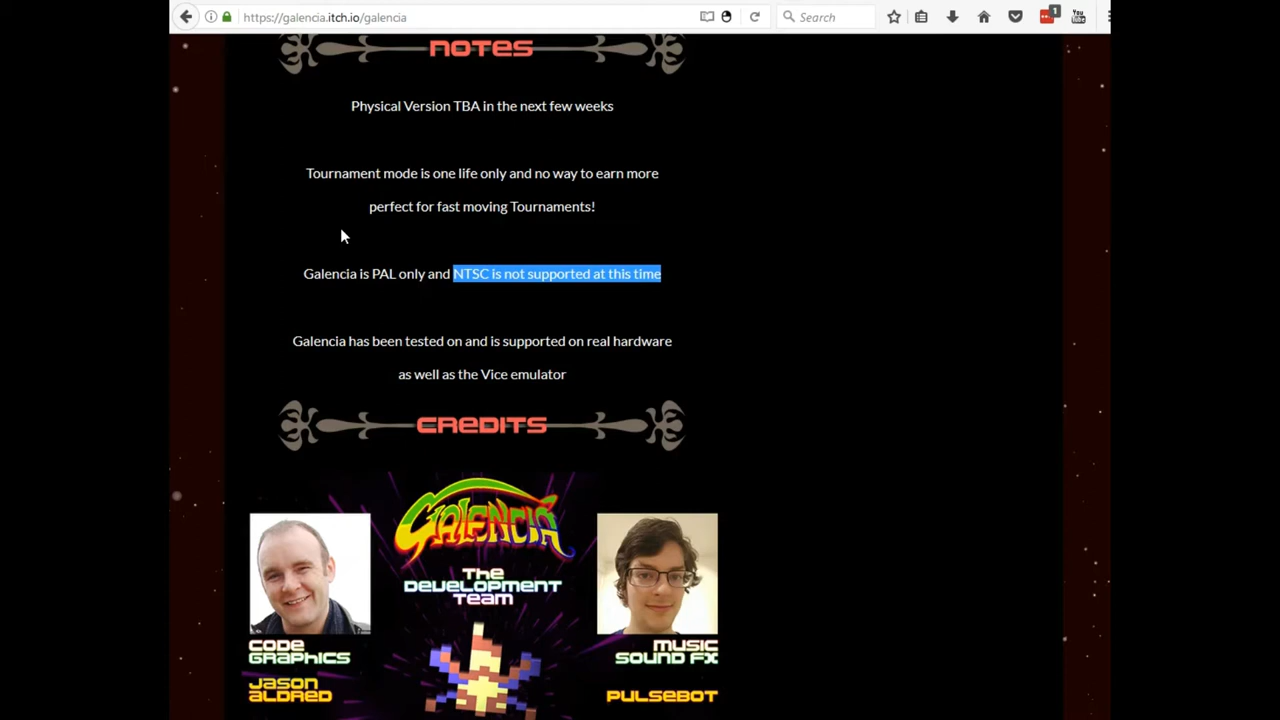 https://galencia.itch.io/galencia
Search
1
You
Tube
NOTES
Physical Version TBA in the next few weeks
Tournament mode is one life only and no way to earn more
perfect for fast moving Tournaments!
Galencia is PAL only and NTSC is not supported at this time
Galencia has been tested on and is supported on real hardware
as well as the Vice emulator
CREDITS
GALENCIA
THE
DEVELOPMENT
TEAM
CODE
GRAPHICS
JASON
ALDRED
MUSIC
SOUND FX
PULSEBOT